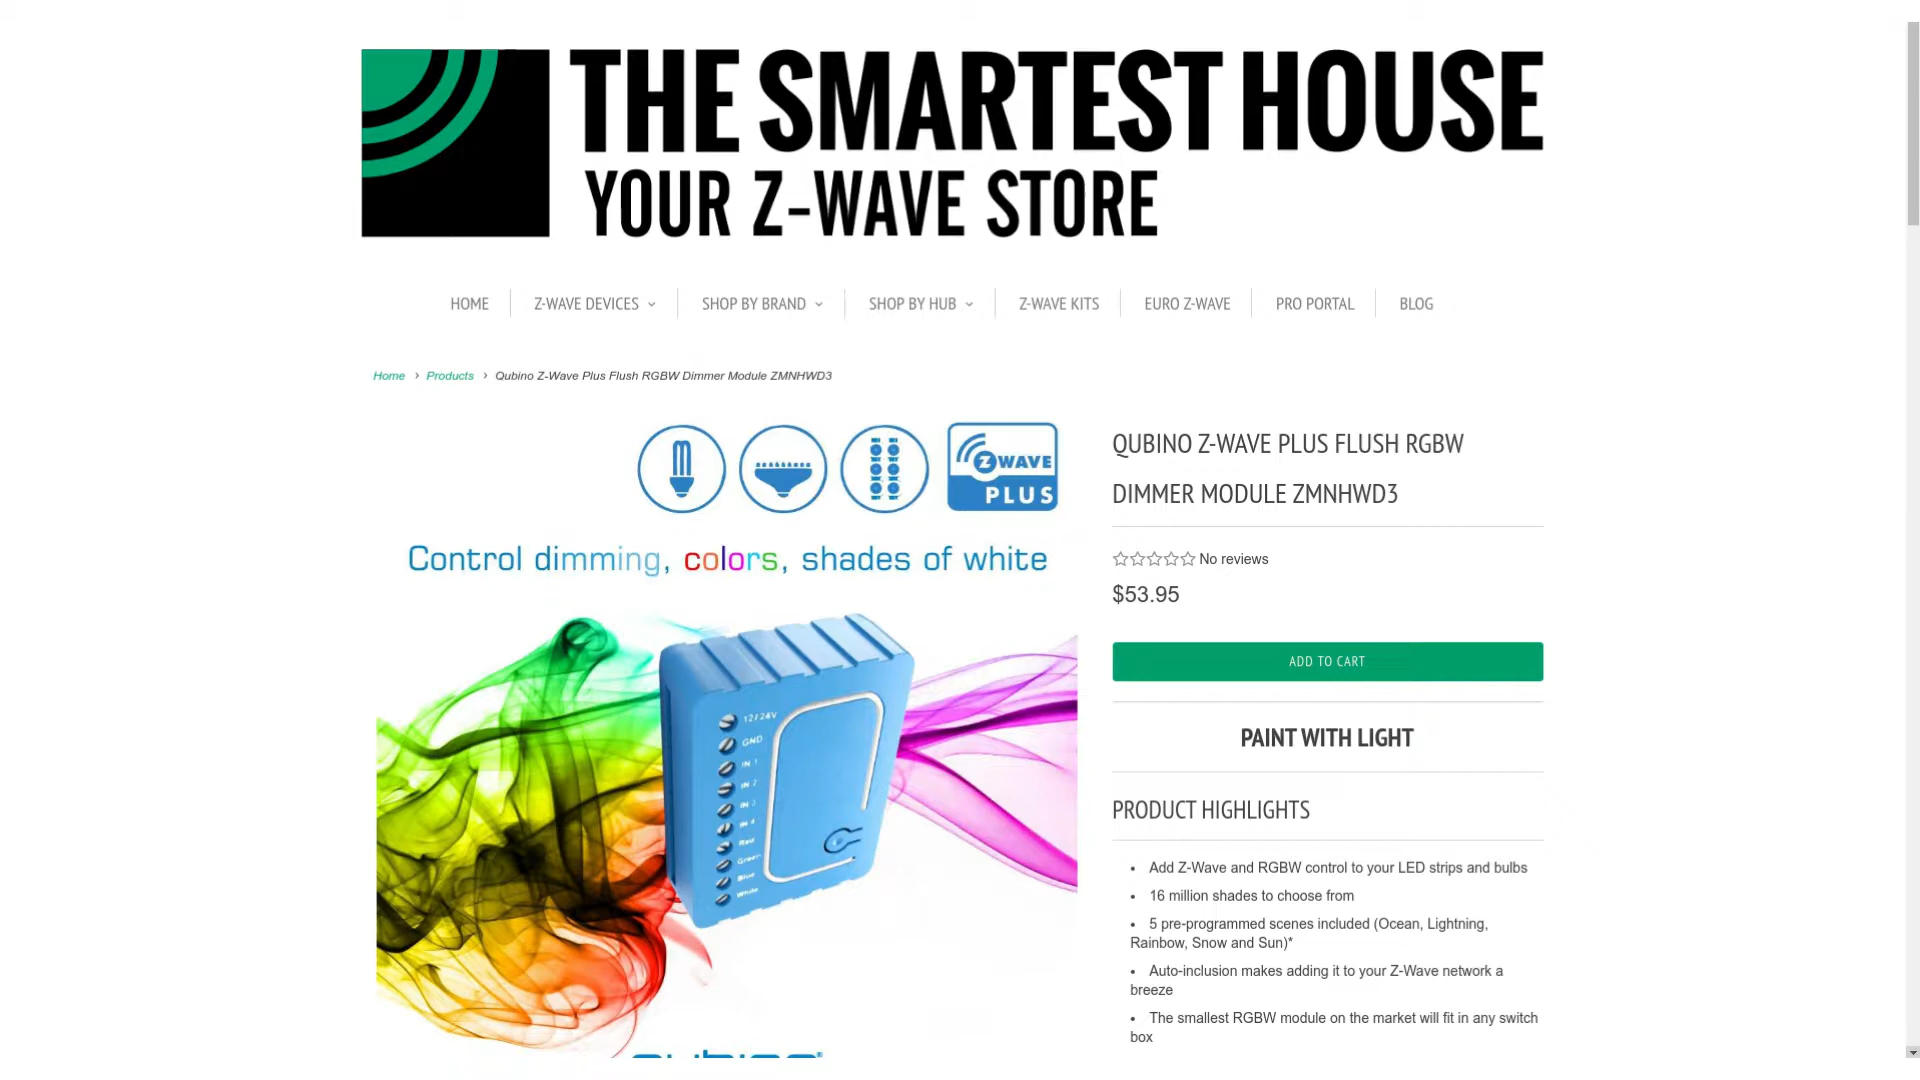 THE SMARTEST HOUSE
YOUR Z-WAVE STORE
HOME
Z-WAVE DEVICES
SHOP BY BRAND
SHOP BY HUB
Z-WAVE KITS
EURO Z-WAVE
PRO PORTAL
BLOG
Home › Products › Qubino Z-Wave Plus Flush RGBW Dimmer Module ZMNHWD3
Z WAVE
PLUS
Control dimming, colors, shades of white
12/24V
GND
IN 1
IN 2
IN 3
IN 4
Red
Green
Blue
White
QUBINO Z-WAVE PLUS FLUSH RGBW
DIMMER MODULE ZMNHWD3
No reviews
$53.95
ADD TO CART
PAINT WITH LIGHT
PRODUCT HIGHLIGHTS
• Add Z-Wave and RGBW control to your LED strips and bulbs
• 16 million shades to choose from
• 5 pre-programmed scenes included (Ocean, Lightning,
Rainbow, Snow and Sun)*
• Auto-inclusion makes adding it to your Z-Wave network a
breeze
• The smallest RGBW module on the market will fit in any switch
box